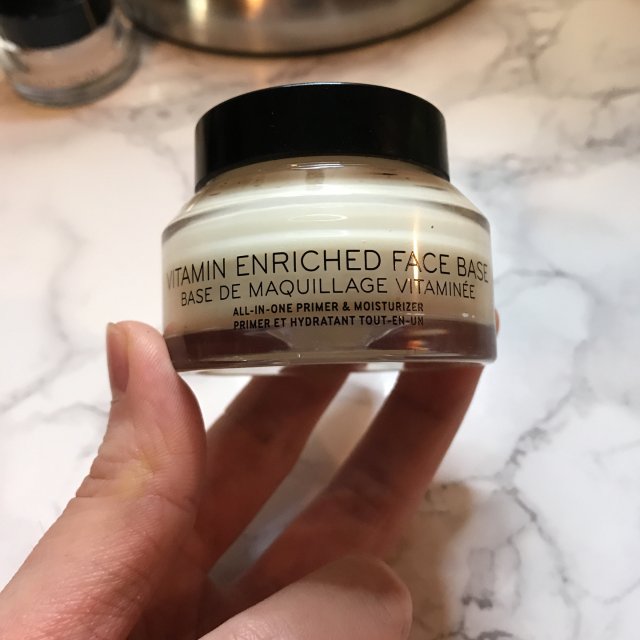 VITAMIN ENRICHED FACE BASE
BASE DE MAQUILLAGE VITAMINÉE
ALL-IN-ONE PRIMER & MOISTURIZER
PRIMER ET HYDRATANT TOUT-EN-UN